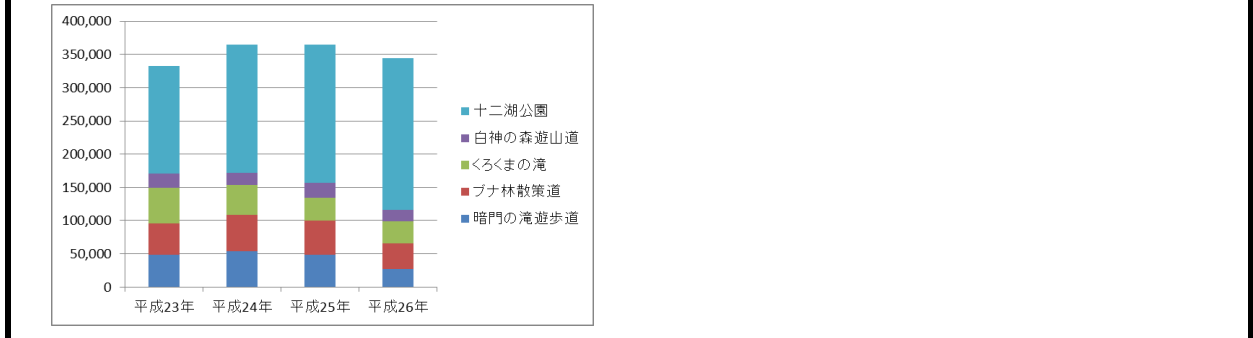 400,000
350,000
300,000
250,000
200,000
150,000
100,000
50,000
0
平成23年 平成24年 平成25年 平成26年
十二湖公園
白神の森遊山道
くろくまの滝
ブナ林散策道
暗門の滝遊歩道